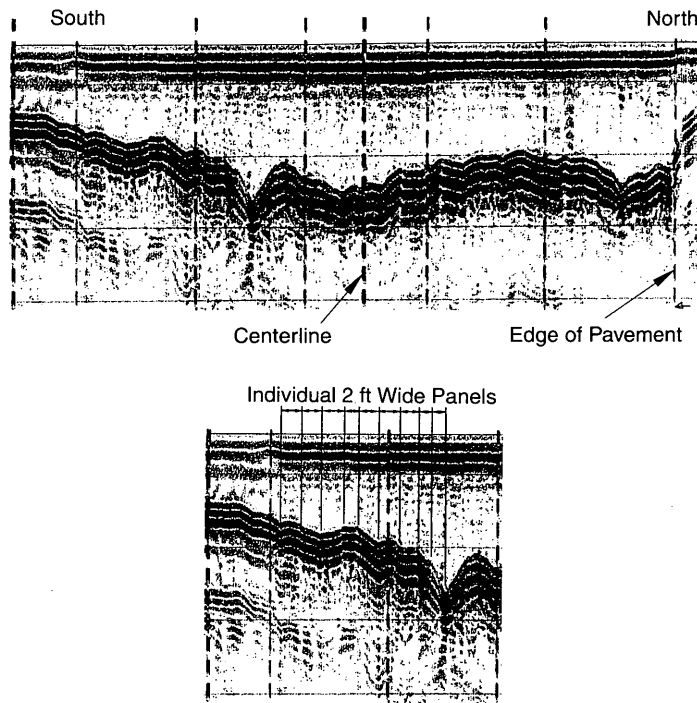 South North
Centerline
Edge of Pavement
Individual 2 ft Wide Panels